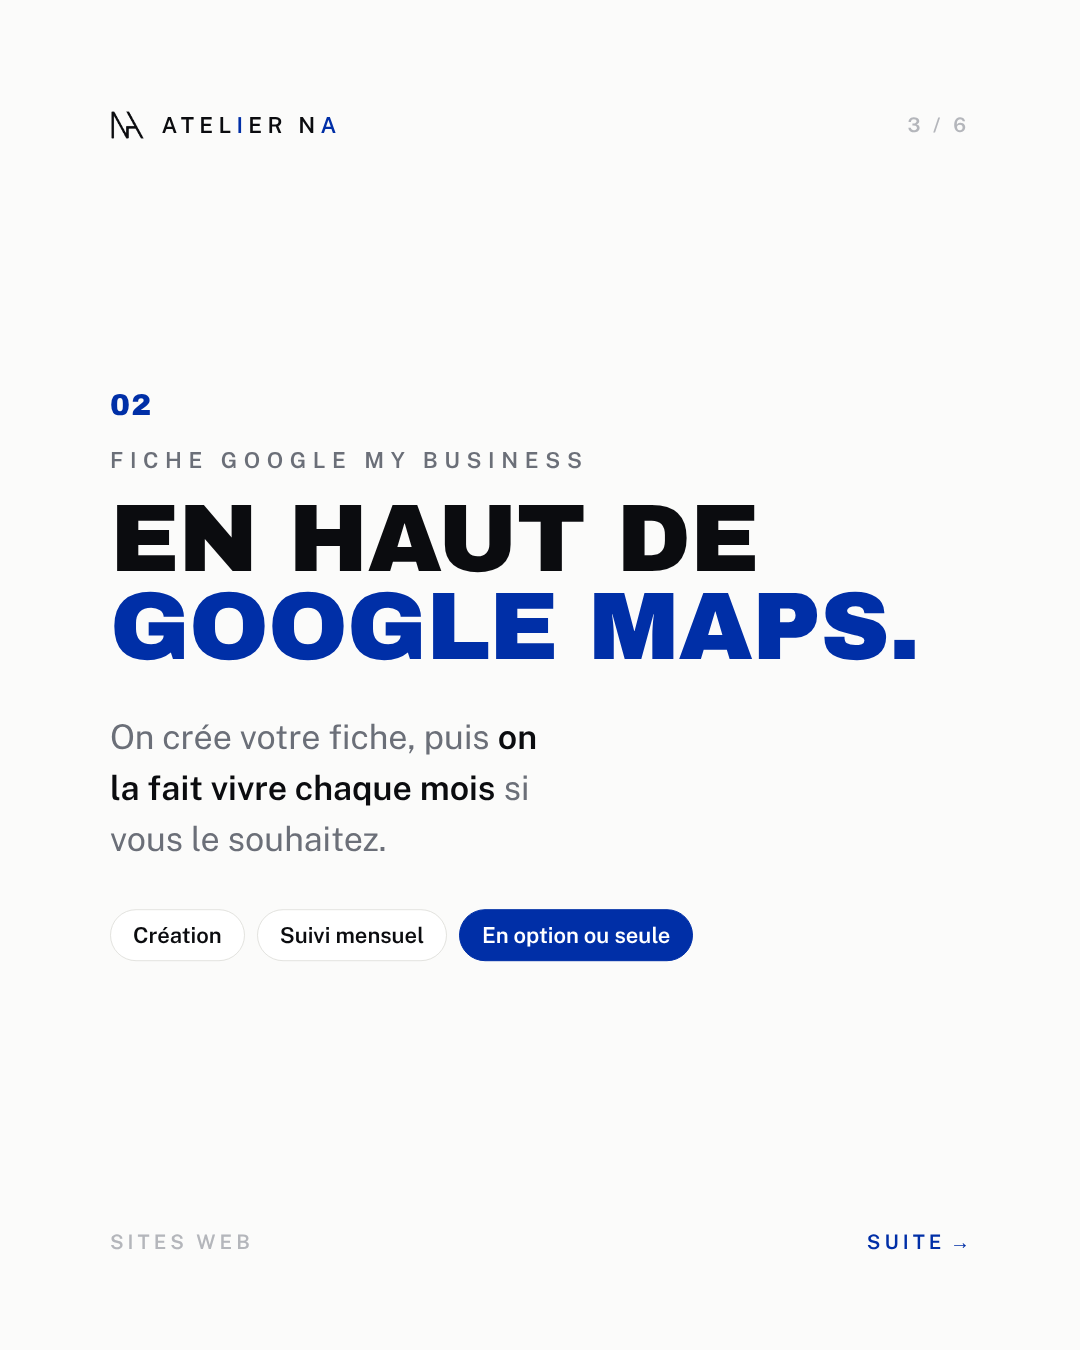 ATELIER NA
3 / 6
02
FICHE GOOGLE MY BUSINESS
EN HAUT DE
GOOGLE MAPS.
On crée votre fiche, puis on
la fait vivre chaque mois si
vous le souhaitez.
Création
Suivi mensuel
En option ou seule
SITES WEB
SUITE →